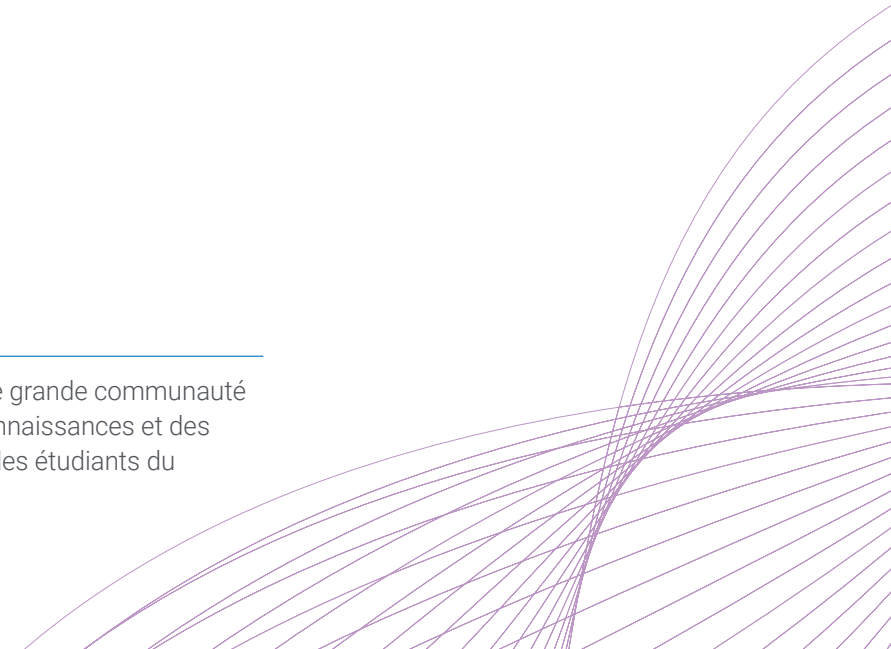 grande communauté
nnaissances et des
les étudiants du